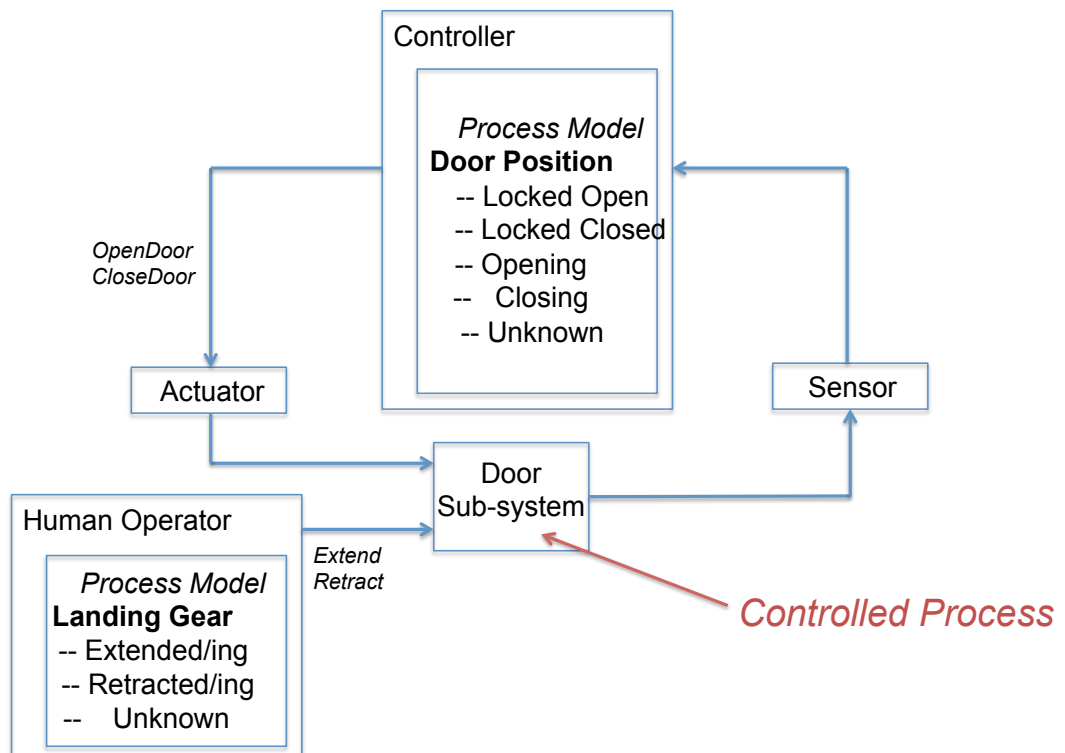 Controller
Process Model
Door Position
-- Locked Open
-- Locked Closed
-- Opening
-- Closing
-- Unknown
OpenDoor
CloseDoor
Actuator
Sensor
Door
Sub-system
Human Operator
Extend
Retract
Process Model
Landing Gear
-- Extended/ing
-- Retracted/ing
-- Unknown
Controlled Process